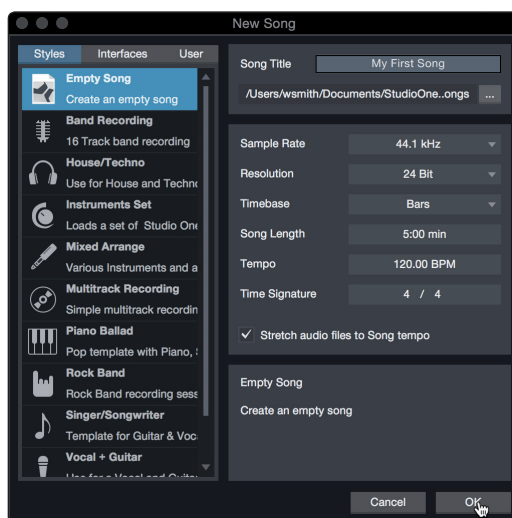 New Song
Styles Interfaces User
Empty Song
Create an empty song
Band Recording
16 Track band recording
House/Techno
Use for House and Techno
Instruments Set
Loads a set of Studio One
Mixed Arrange
Various Instruments and a
Multitrack Recording
Simple multitrack recordin
Piano Ballad
Pop template with Piano,
Rock Band
Rock Band recording sess
Singer/Songwriter
Template for Guitar & Voc
Vocal + Guitar
Song Title My First Song
/Users/wsmith/Documents/StudioOne..ongs ...
Sample Rate 44.1 kHz
Resolution 24 Bit
Timebase Bars
Song Length 5:00 min
Tempo 120.00 BPM
Time Signature 4 / 4
Stretch audio files to Song tempo
Empty Song
Create an empty song
Cancel OK